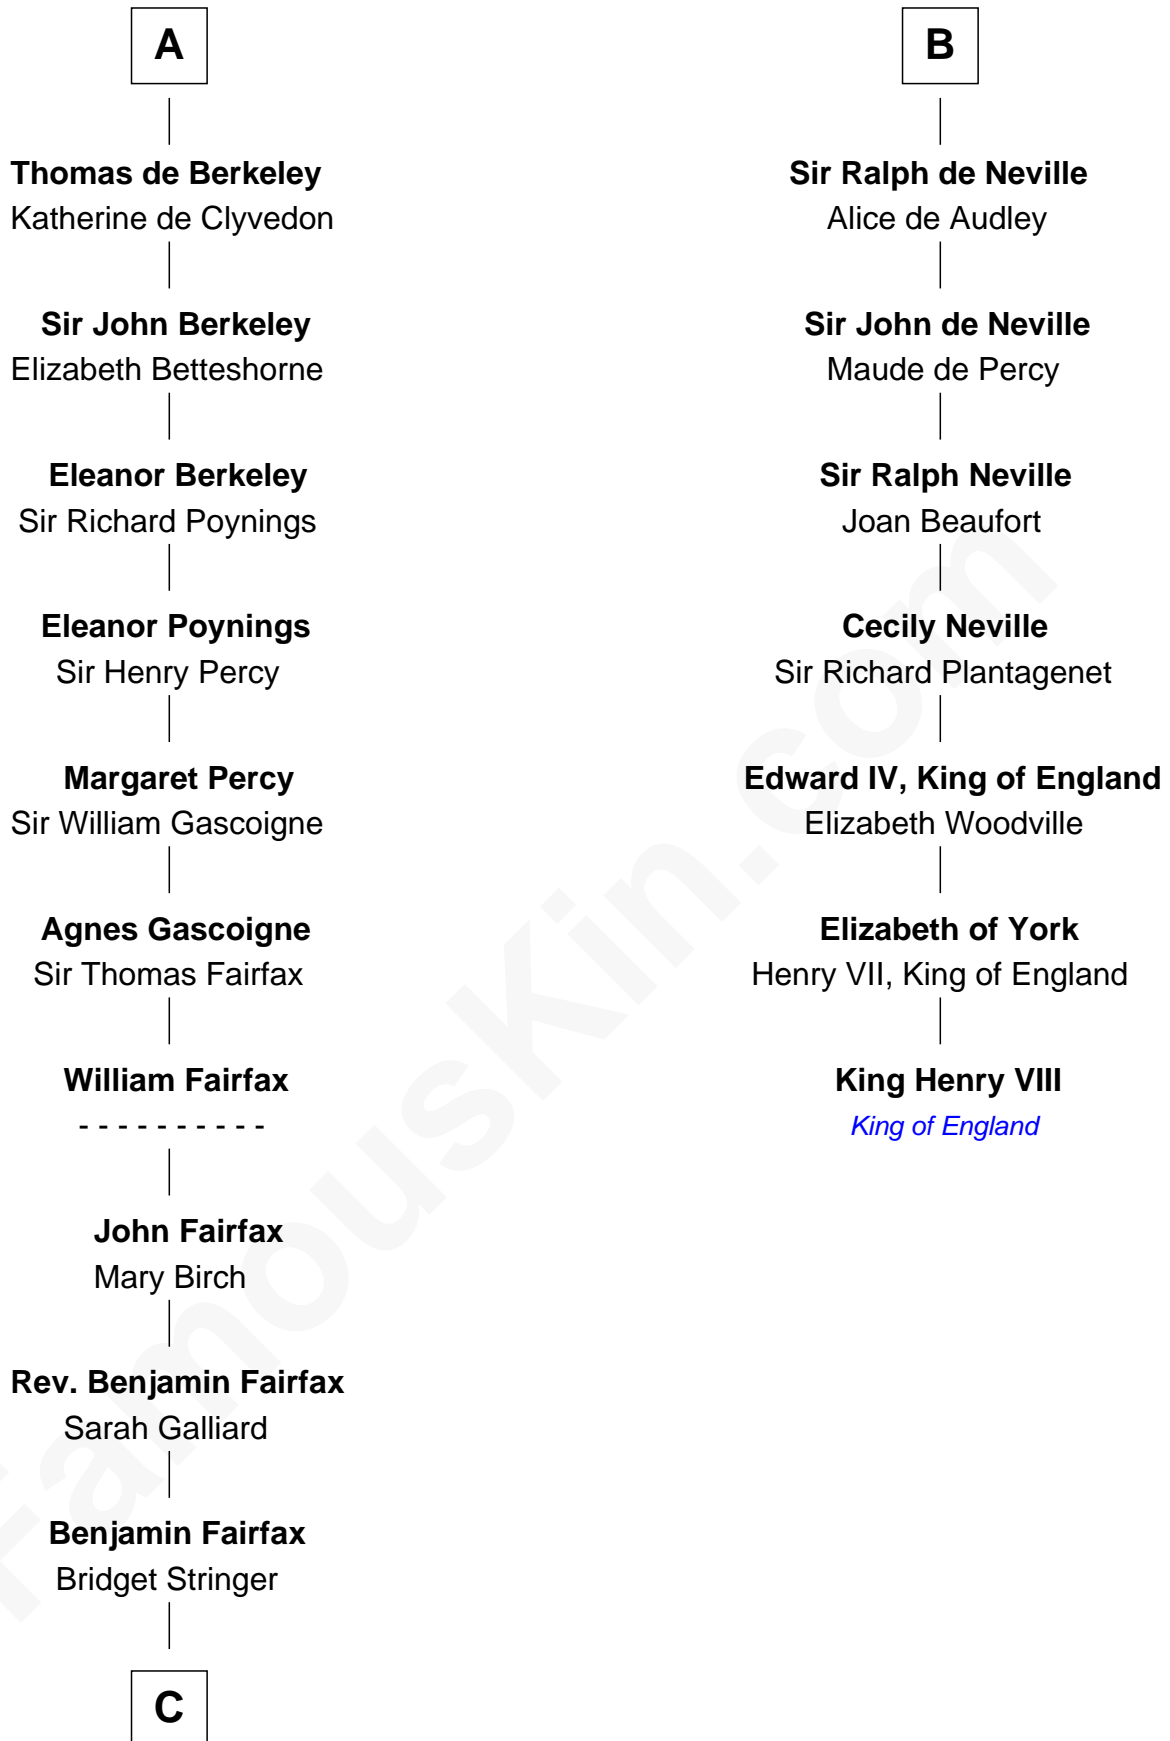 A
Thomas de Berkeley
Katherine de Clyvedon
Sir John Berkeley
Elizabeth Betteshorne
Eleanor Berkeley
Sir Richard Poynings
Eleanor Poynings
Sir Henry Percy
Margaret Percy
Sir William Gascoigne
Agnes Gascoigne
Sir Thomas Fairfax
William Fairfax
- - - - - - - - - -
John Fairfax
Mary Birch
Rev. Benjamin Fairfax
Sarah Galliard
Benjamin Fairfax
Bridget Stringer
C
B
Sir Ralph de Neville
Alice de Audley
Sir John de Neville
Maude de Percy
Sir Ralph Neville
Joan Beaufort
Cecily Neville
Sir Richard Plantagenet
Edward IV, King of England
Elizabeth Woodville
Elizabeth of York
Henry VII, King of England
King Henry VIII
King of England
FamousKin.com